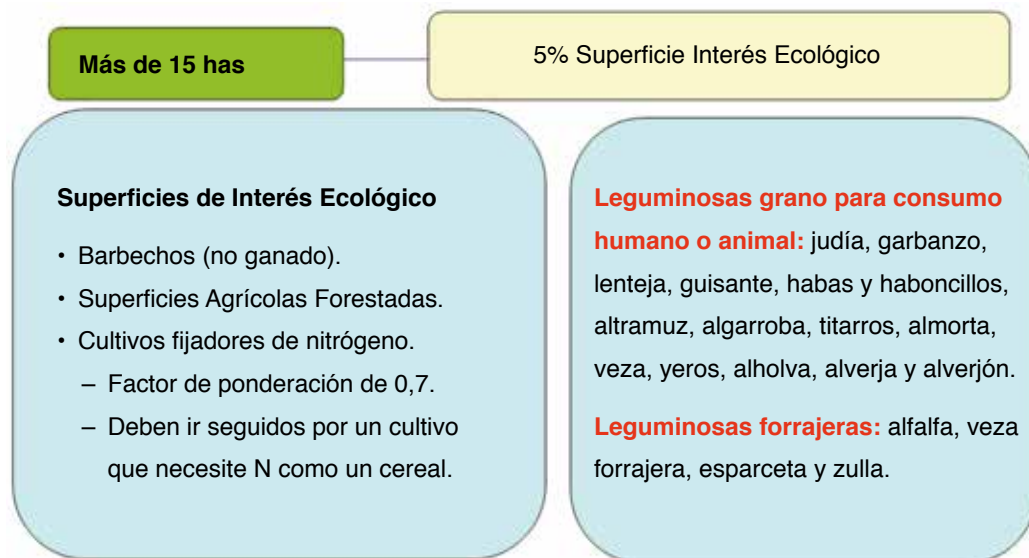 Más de 15 has
5% Superficie Interés Ecológico
Superficies de Interés Ecológico
• Barbechos (no ganado).
• Superficies Agrícolas Forestadas.
• Cultivos fijadores de nitrógeno.
– Factor de ponderación de 0,7.
– Deben ir seguidos por un cultivo
que necesite N como un cereal.
Leguminosas grano para consumo
humano o animal: judía, garbanzo,
lenteja, guisante, habas y haboncillos,
altramuz, algarroba, titarros, almorta,
veza, yeros, alholva, alverja y alverjón.
Leguminosas forrajeras: alfalfa, veza
forrajera, esparceta y zulla.